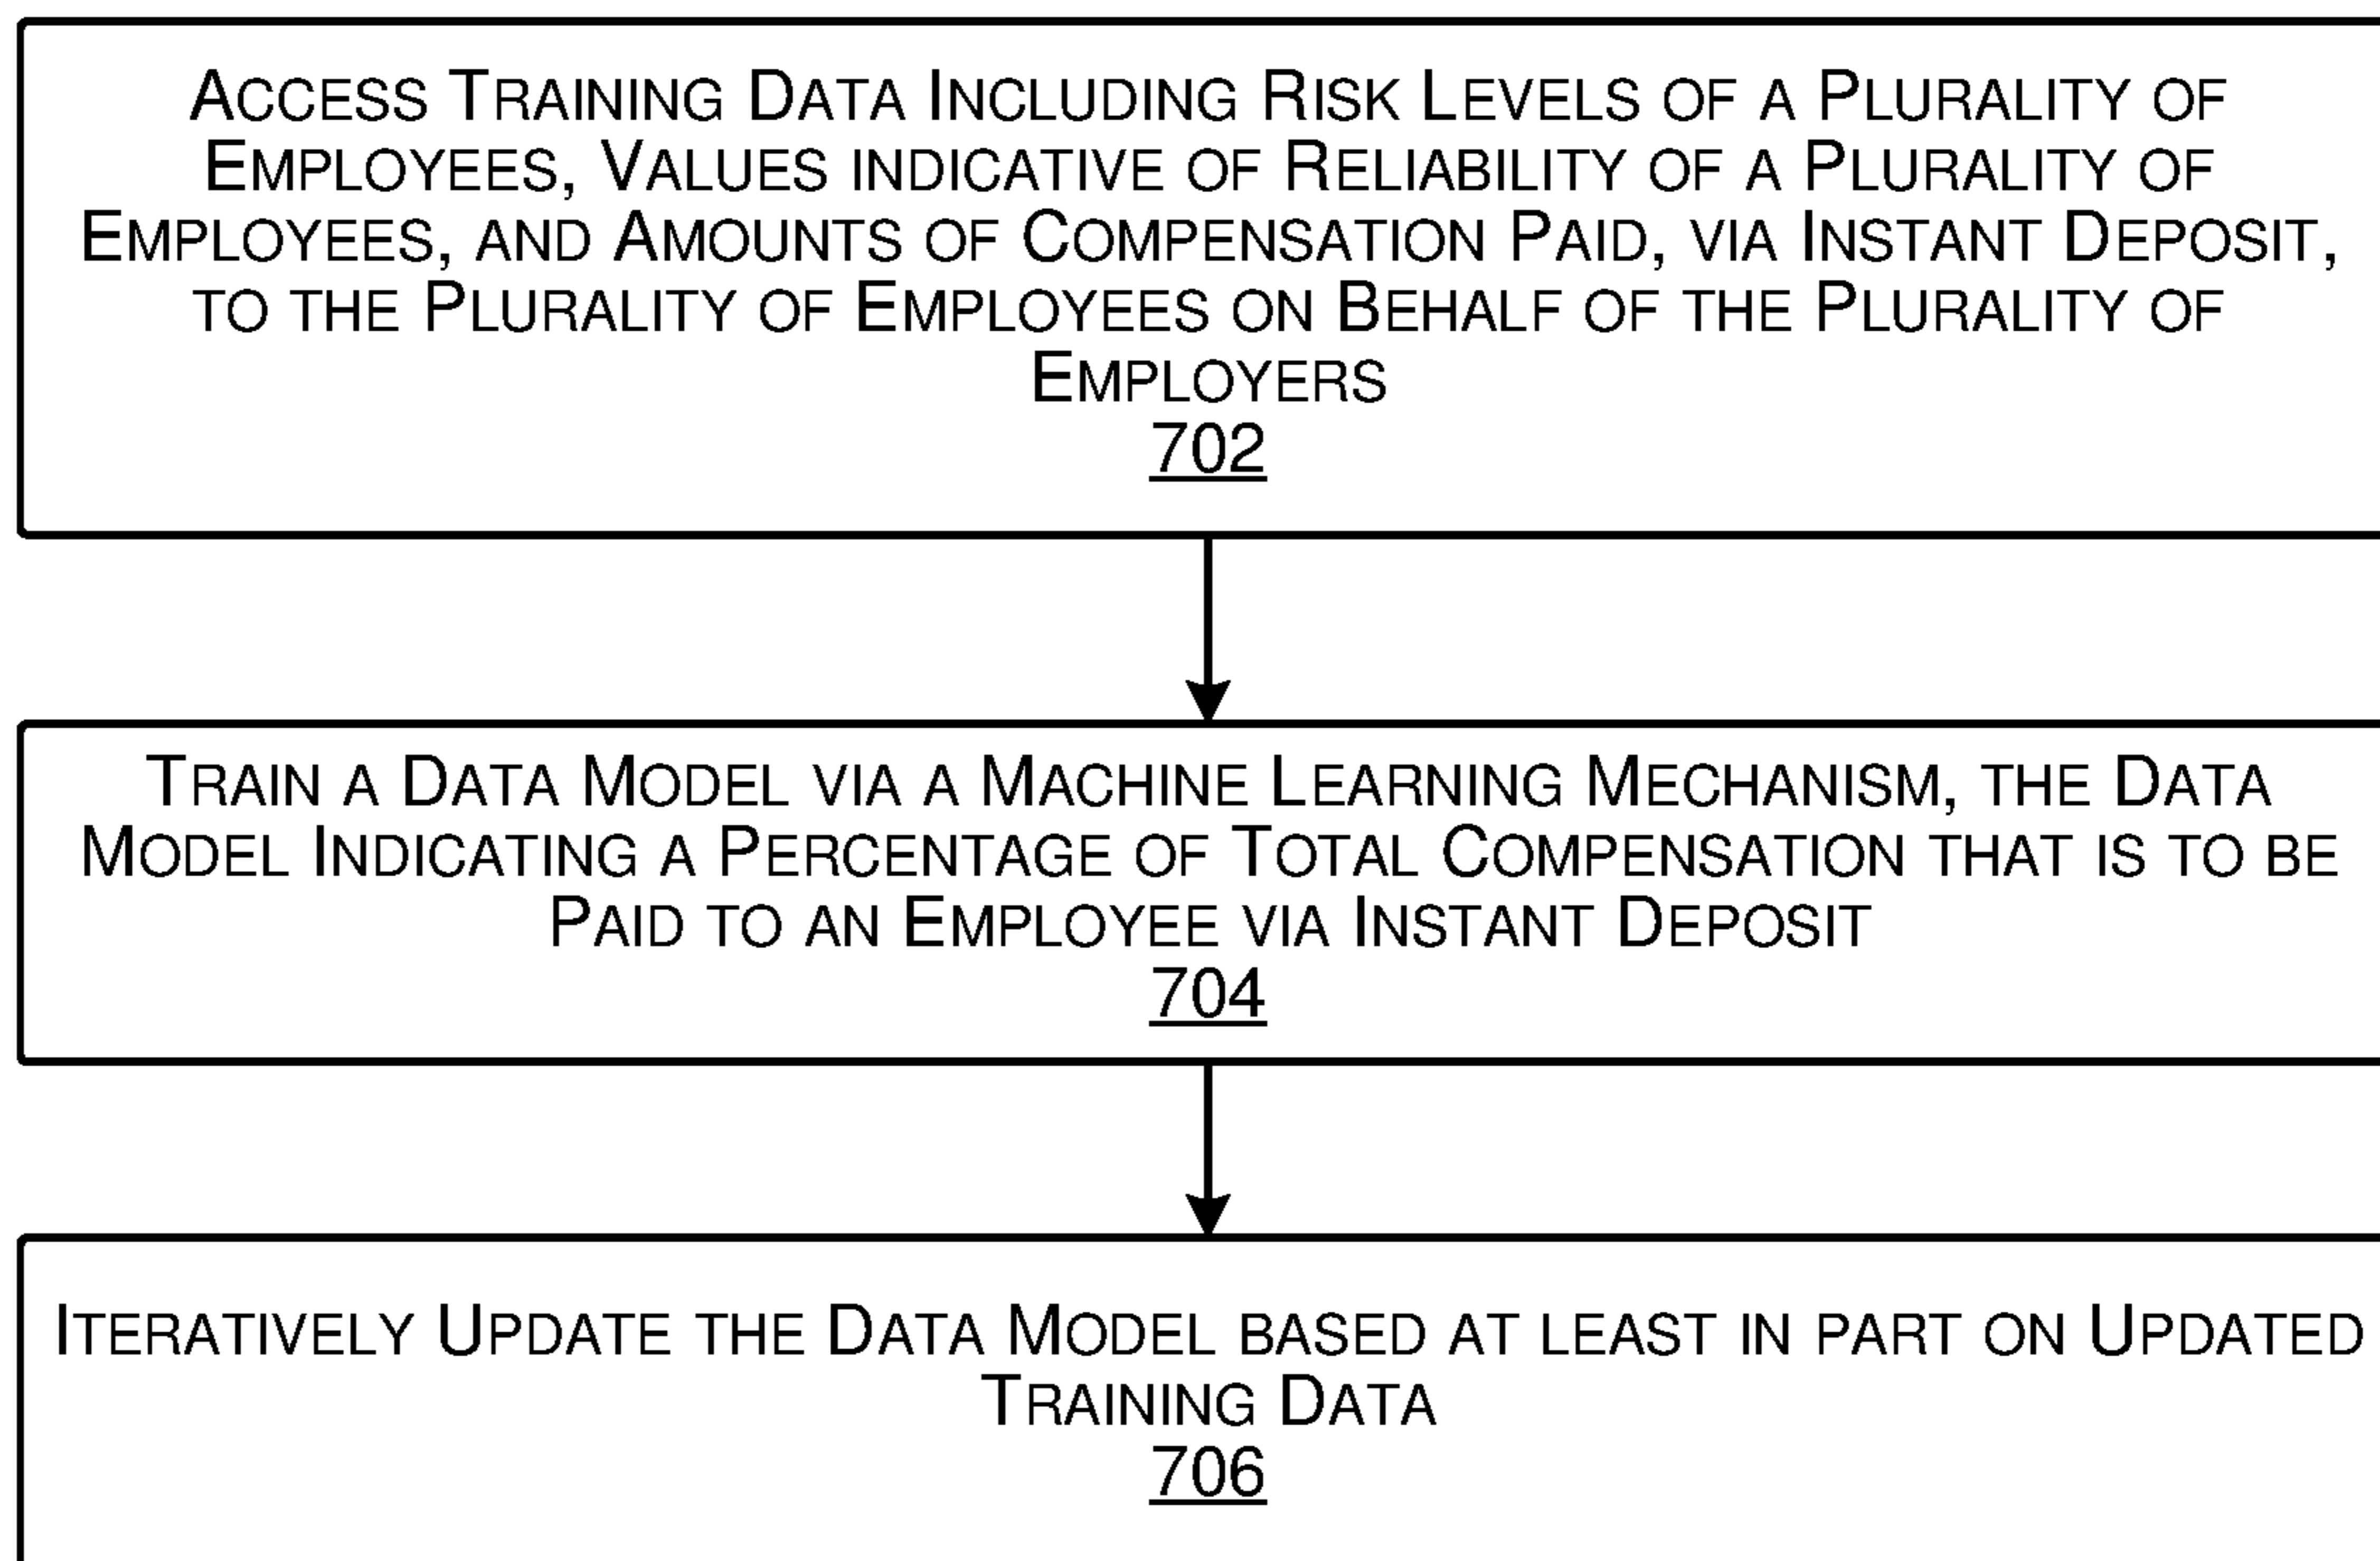 ACCESS TRAINING DATA INCLUDING RISK LEVELS OF A PLURALITY OF
EMPLOYEES, VALUES INDICATIVE OF RELIABILITY OF A PLURALITY OF
EMPLOYEES, AND AMOUNTS OF COMPENSATION PAID, VIA INSTANT DEPOSIT,
TO THE PLURALITY OF EMPLOYEES ON BEHALF OF THE PLURALITY OF
EMPLOYERS
702
TRAIN A DATA MODEL VIA A MACHINE LEARNING MECHANISM, THE DATA
MODEL INDICATING A PERCENTAGE OF TOTAL COMPENSATION THAT IS TO BE
PAID TO AN EMPLOYEE VIA INSTANT DEPOSIT
704
ITERATIVELY UPDATE THE DATA MODEL BASED AT LEAST IN PART ON UPDATED
TRAINING DATA
706